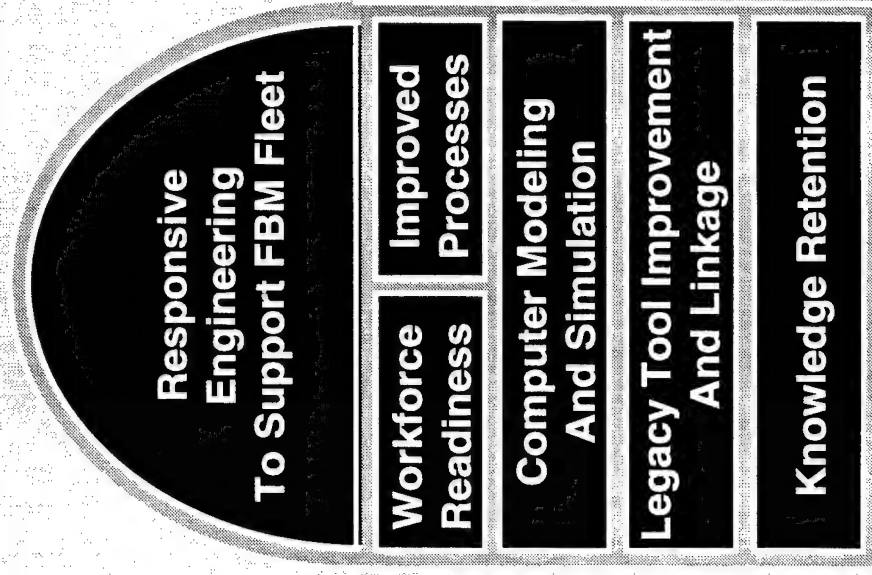 Responsive
Engineering
To Support FBM Fleet
Workforce
Readiness
Improved
Processes
Computer Modeling
And Simulation
Legacy Tool Improvement
And Linkage
Knowledge Retention